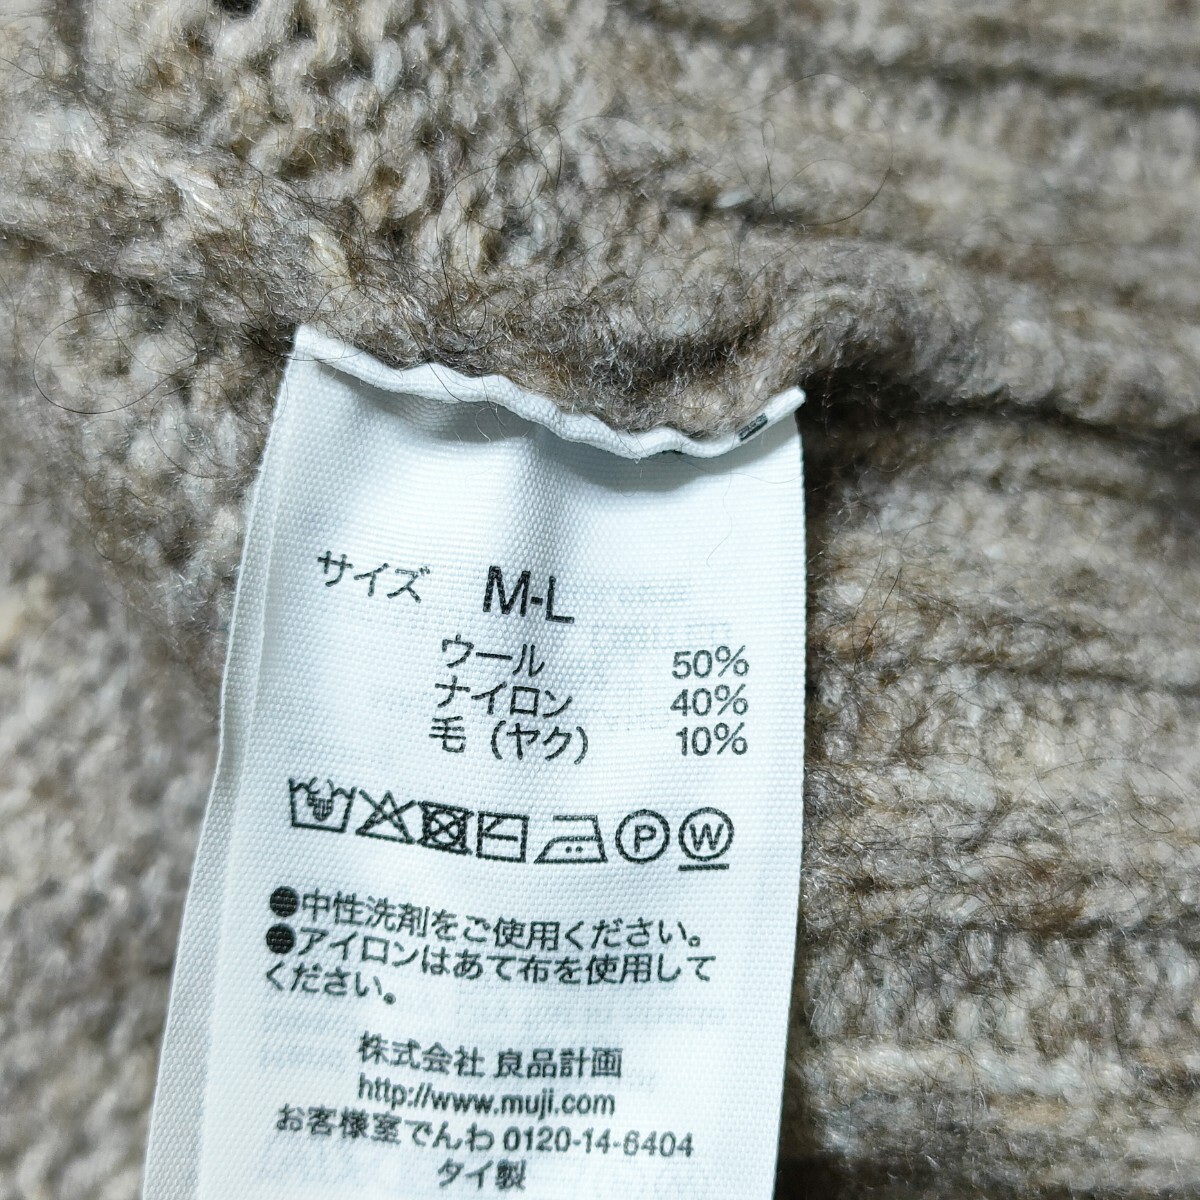 サイズ M-L
ウール 50%
ナイロン 40%
毛（ヤク） 10%
P W
●中性洗剤をご使用ください。
●アイロンはあて布を使用して
ください。
株式会社 良品計画
http://www.muji.com
お客様室でんわ 0120-14-6404
タイ製